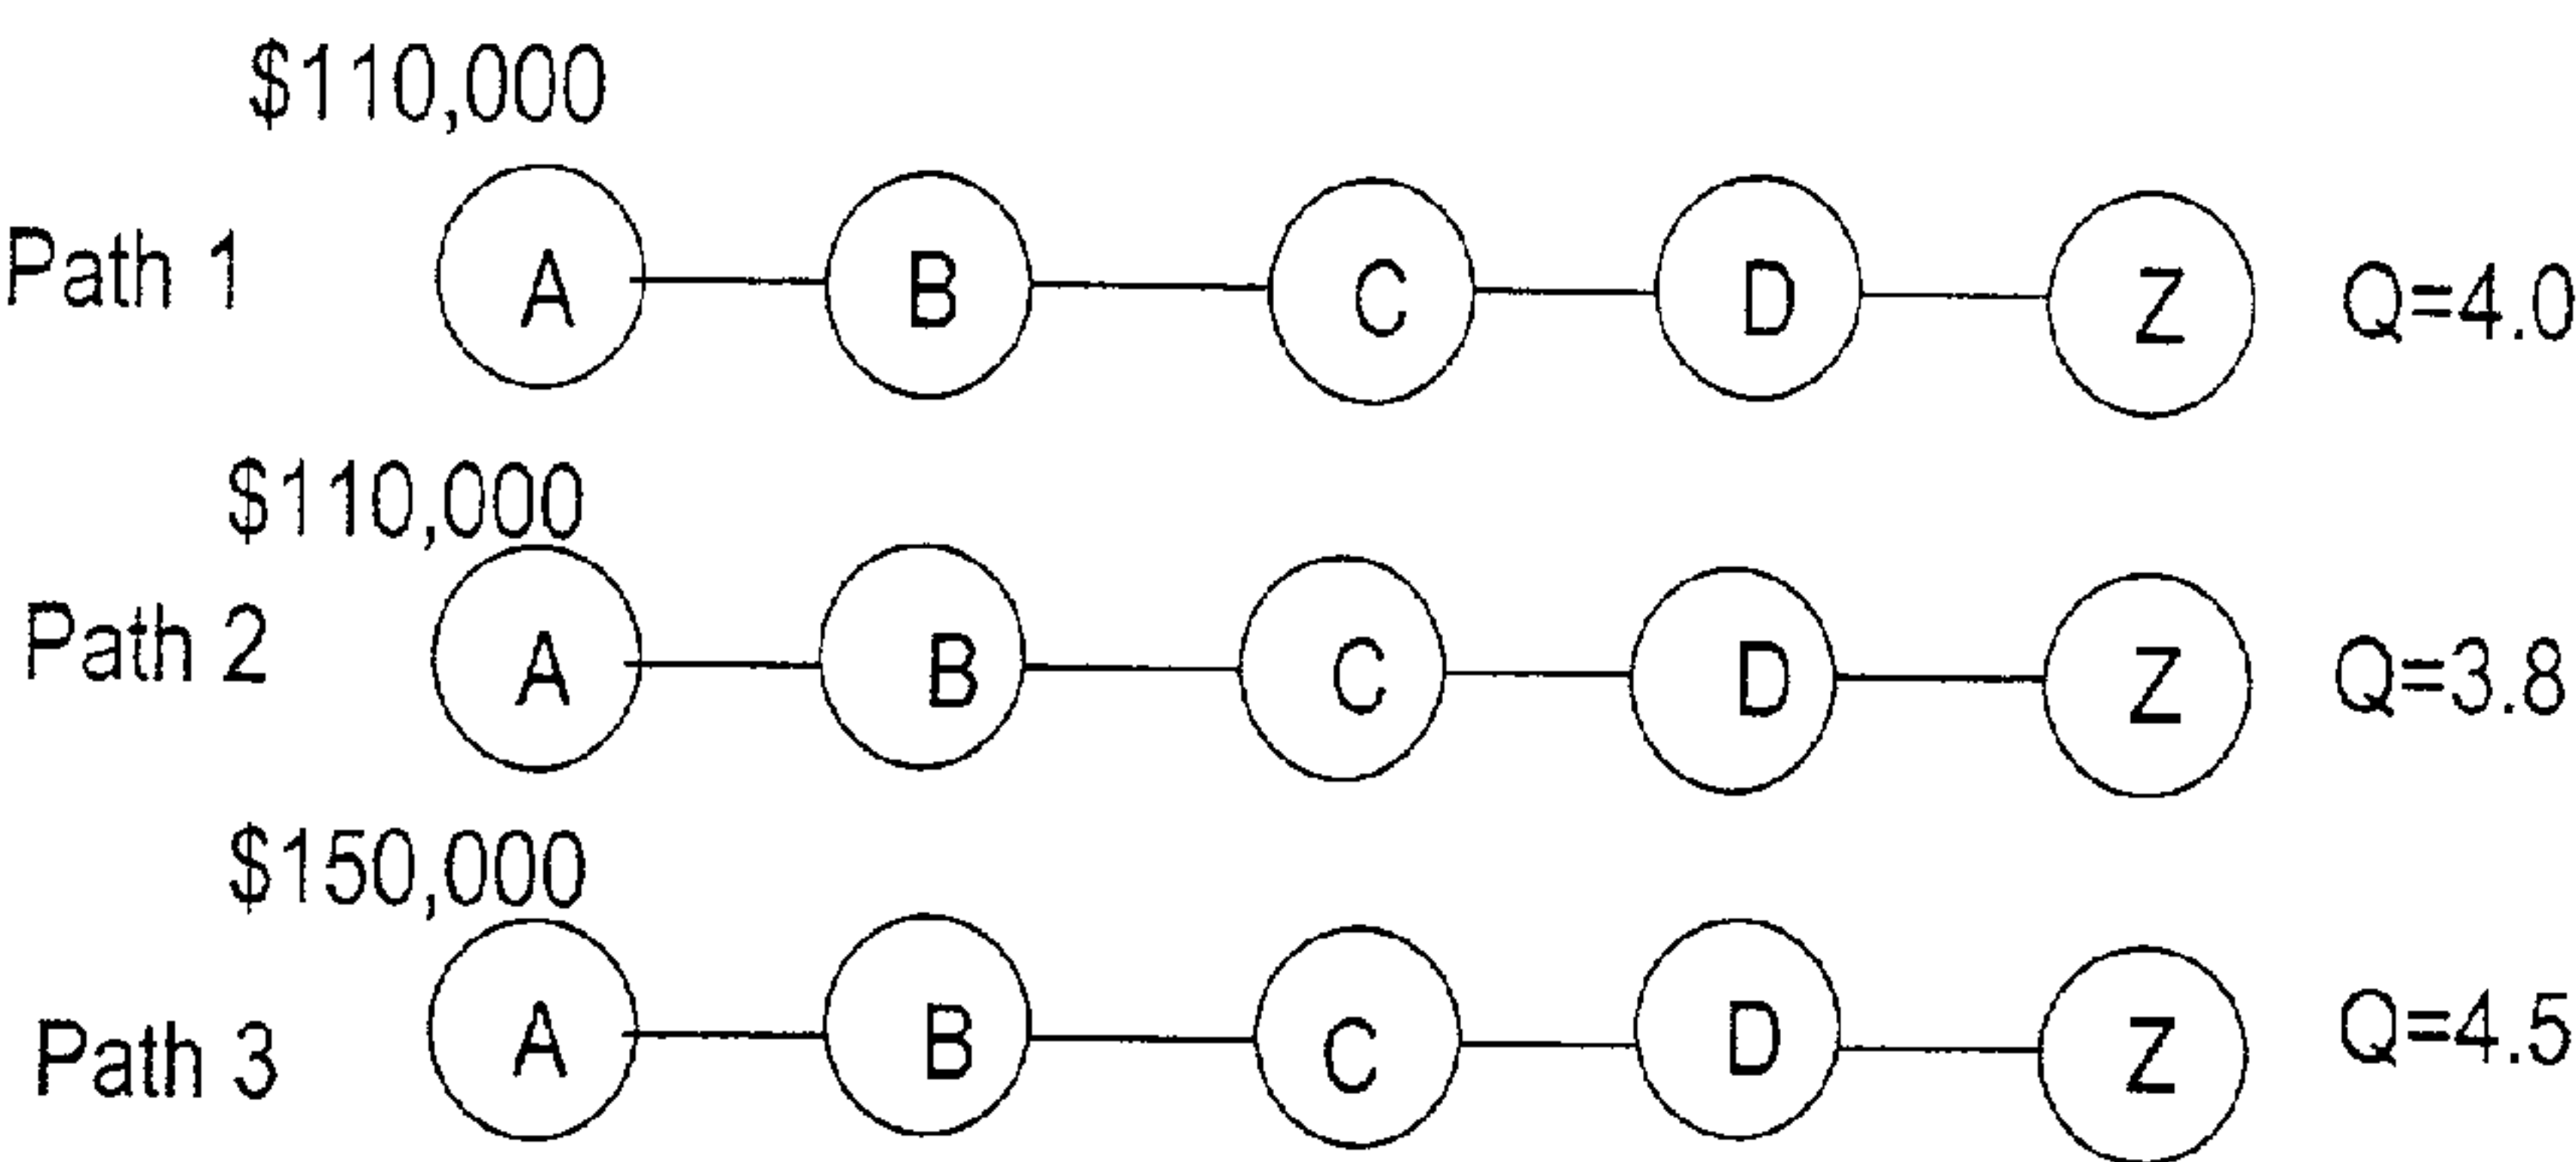 $110,000
Path 1 A B C D Z Q=4.0
$110,000
Path 2 A B C D Z Q=3.8
$150,000
Path 3 A B C D Z Q=4.5